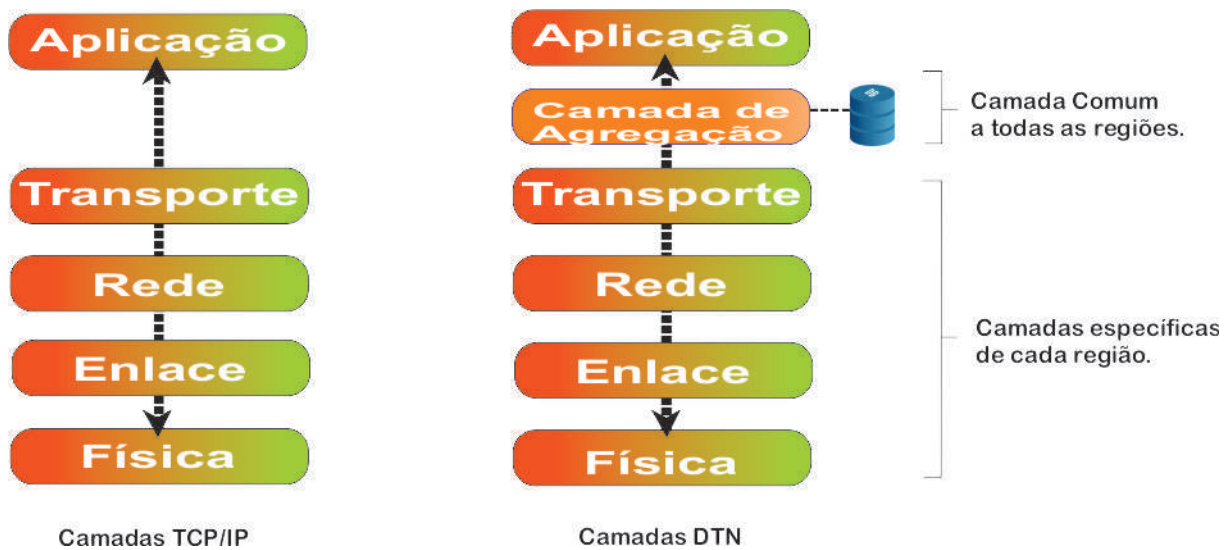 Aplicação
Transporte
Rede
Enlace
Física
Camadas TCP/IP
Aplicação
Camada de
Agregação
Transporte
Rede
Enlace
Física
Camadas DTN
DB
Camada Comum
a todas as regiões.
Camadas específicas
de cada região.